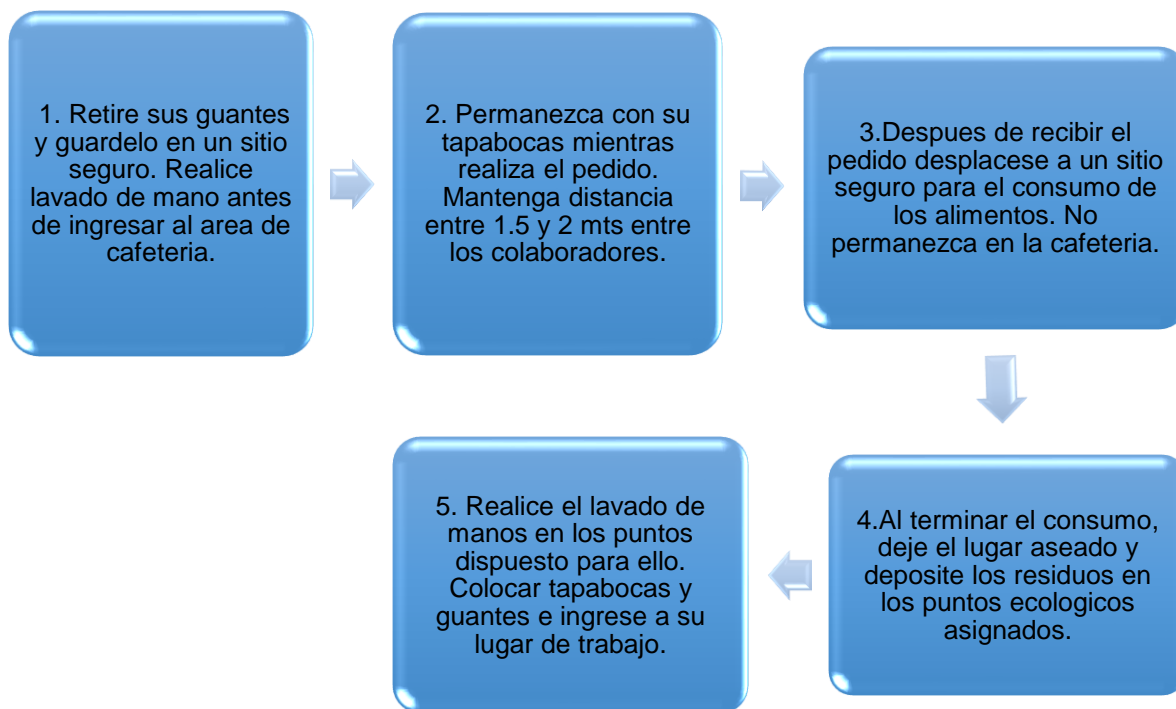 1. Retire sus guantes
y guardelo en un sitio
seguro. Realice
lavado de mano antes
de ingresar al area de
cafeteria.
2. Permanezca con su
tapabocas mientras
realiza el pedido.
Mantenga distancia
entre 1.5 y 2 mts entre
los colaboradores.
3.Despues de recibir el
pedido desplacese a un sitio
seguro para el consumo de
los alimentos. No
permanezca en la cafeteria.
4.Al terminar el consumo,
deje el lugar aseado y
deposite los residuos en
los puntos ecologicos
asignados.
5. Realice el lavado de
manos en los puntos
dispuesto para ello.
Colocar tapabocas y
guantes e ingrese a su
lugar de trabajo.